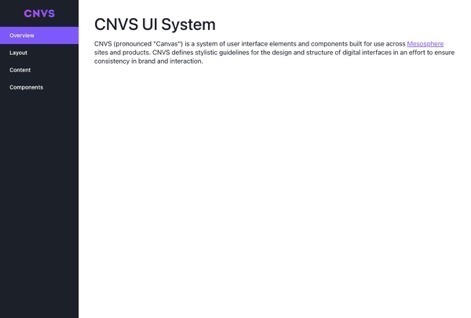 CNVS
Overview
Layout
Content
Components
CNVS UI System
CNVS (pronounced "Canvas") is a system of user interface elements and components built for use across Mesosphere
sites and products. CNVS defines stylistic guidelines for the design and structure of digital interfaces in an effort to ensure
consistency in brand and interaction.